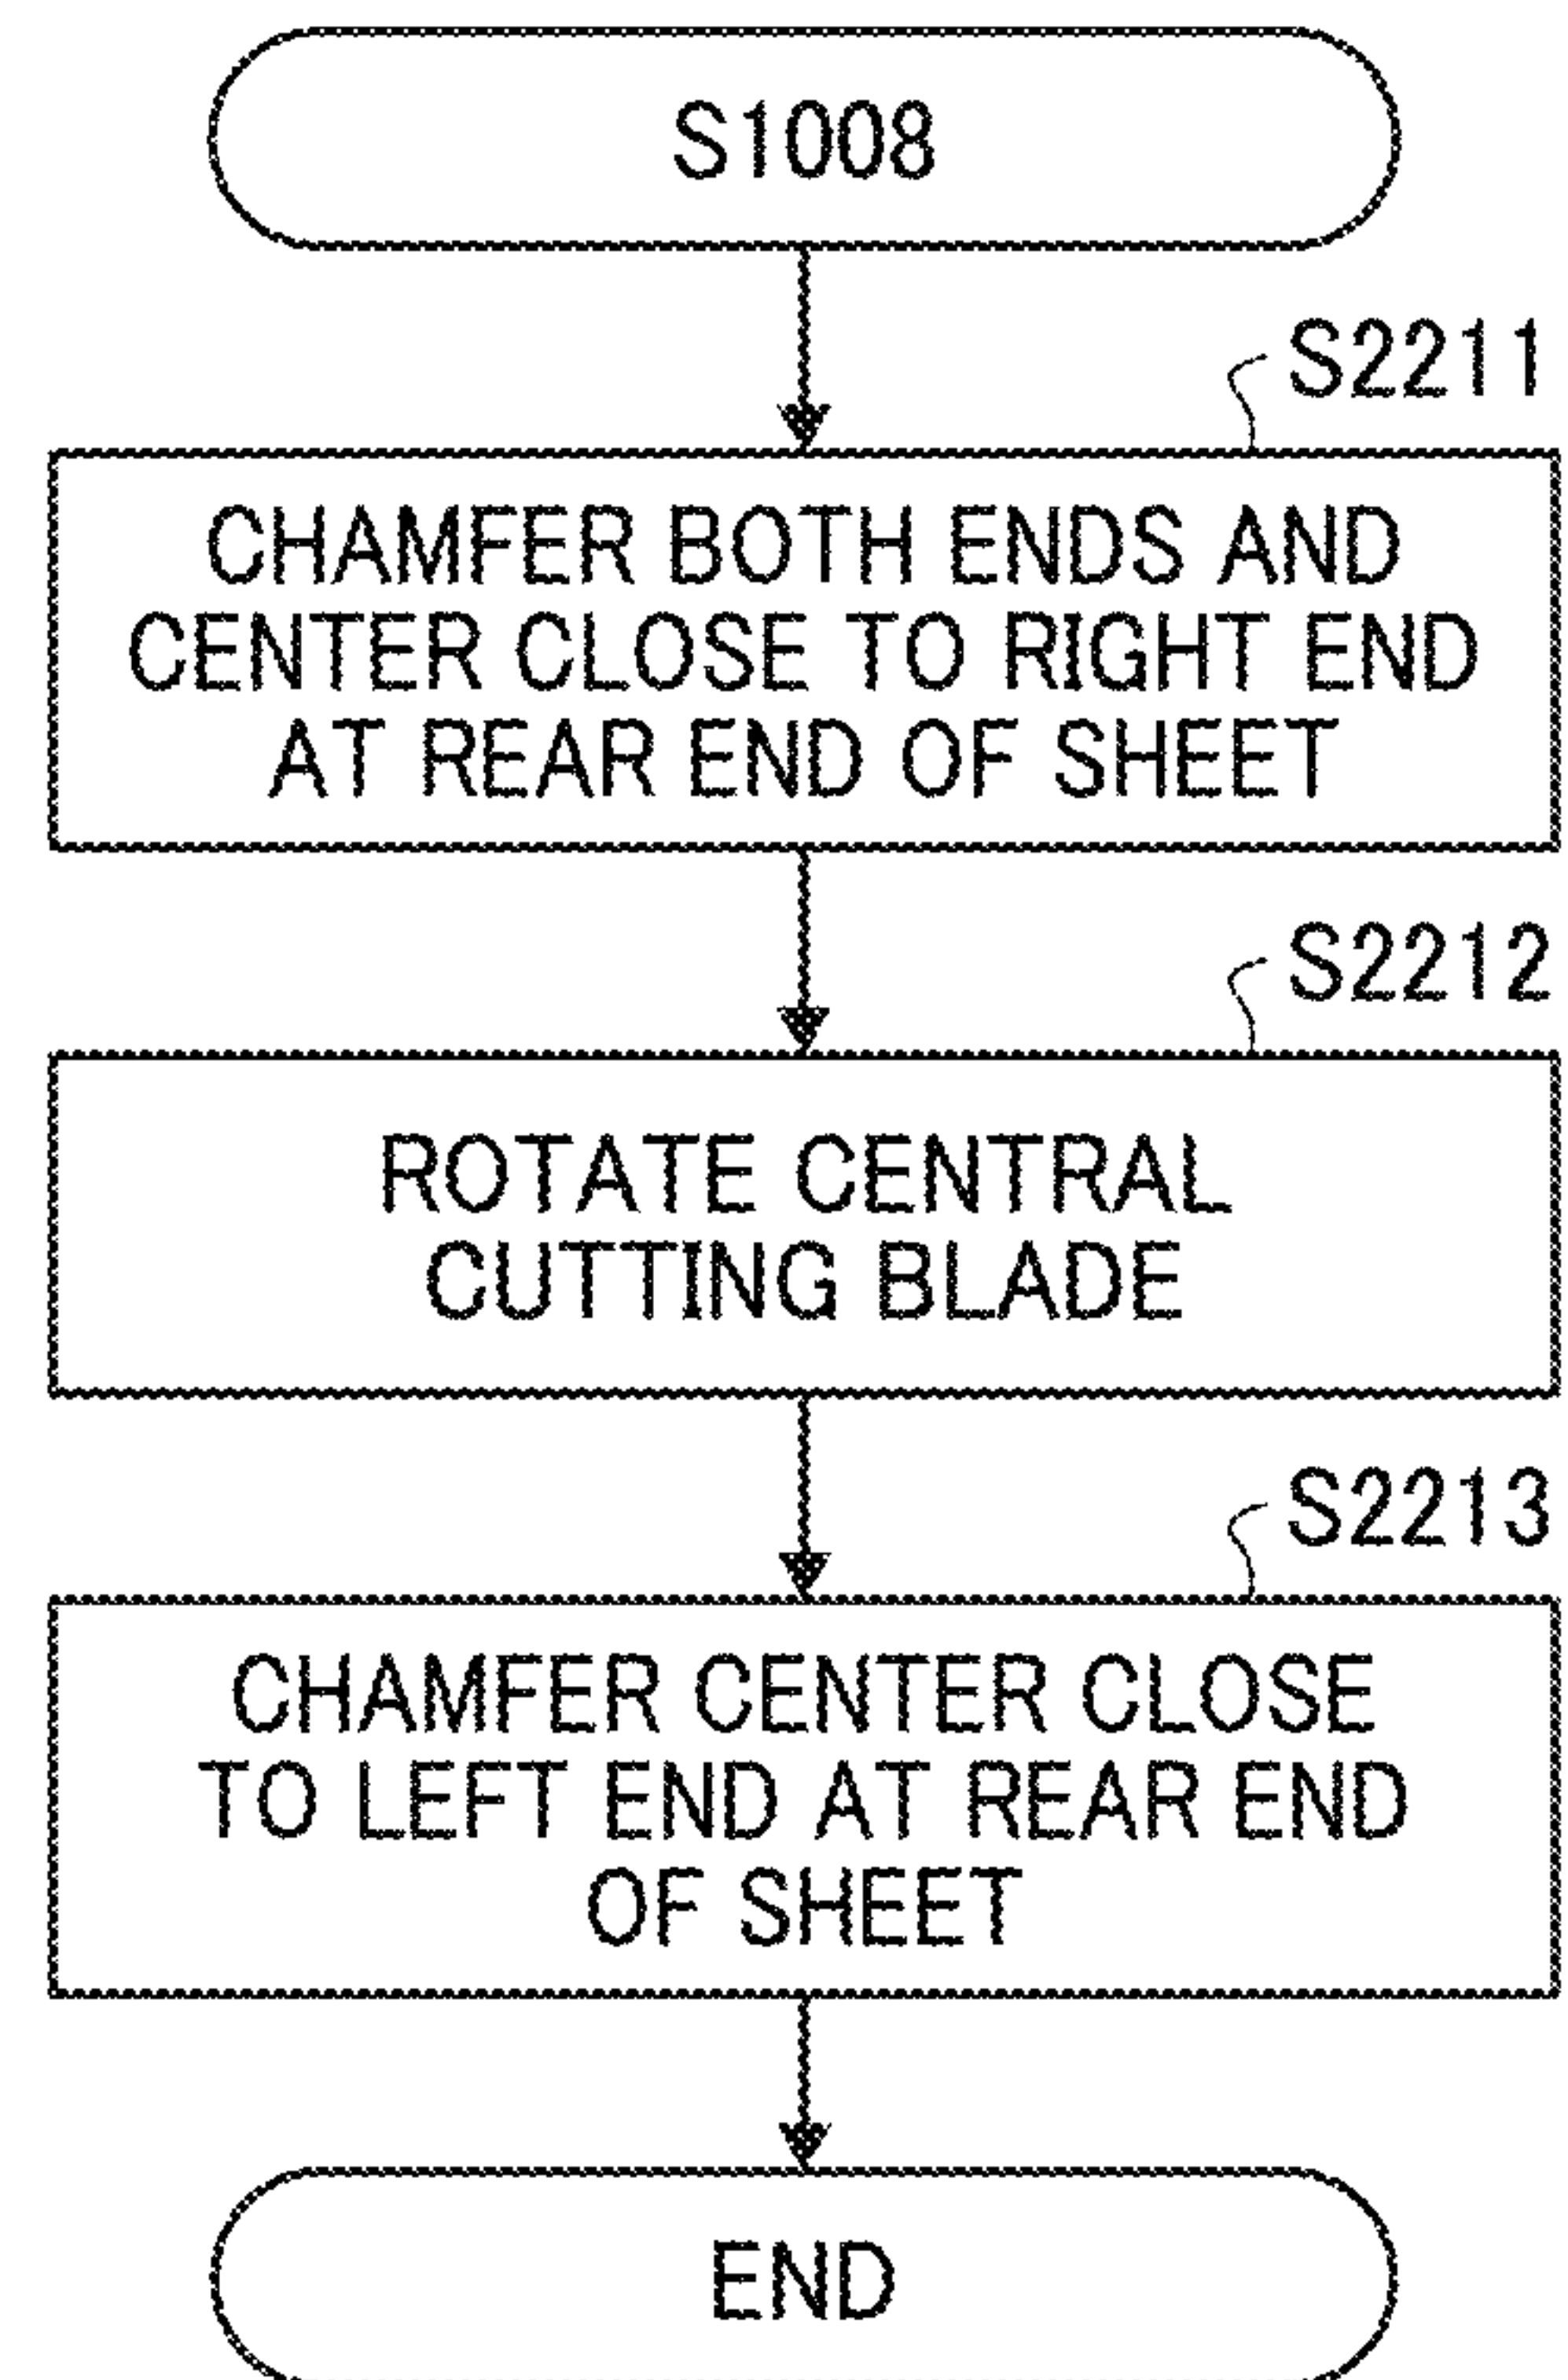 S1008
S2211
CHAMFER BOTH ENDS AND
CENTER CLOSE TO RIGHT END
AT REAR END OF SHEET
S2212
ROTATE CENTRAL
CUTTING BLADE
S2213
CHAMFER CENTER CLOSE
TO LEFT END AT REAR END
OF SHEET
END